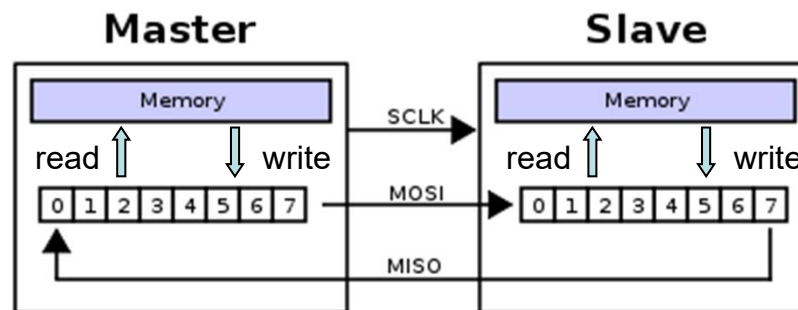 Master Slave
Memory SCLK Memory
read write read write
0 1 2 3 4 5 6 7 MOSI 0 1 2 3 4 5 6 7
MISO